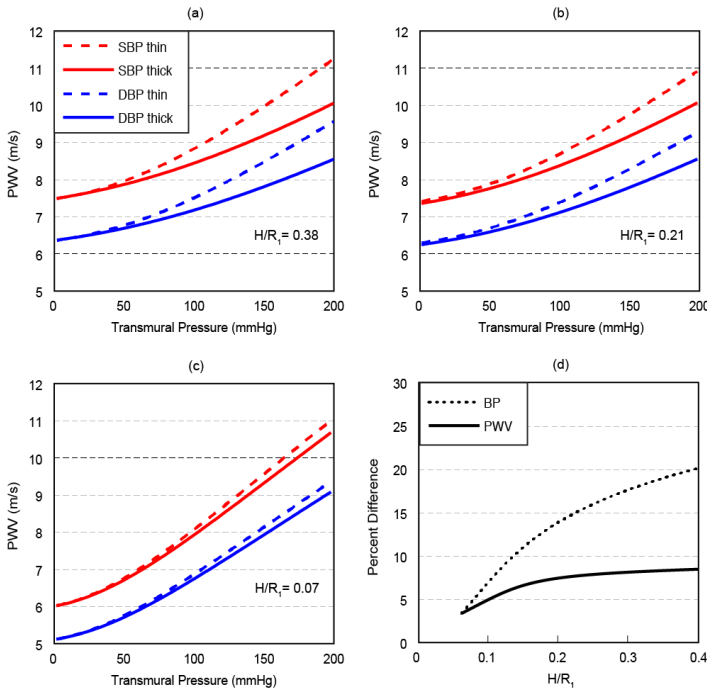 (a)
12
11
10
9
8
7
6
5
PWV (m/s)
SBP thin
SBP thick
DBP thin
DBP thick
H/R1= 0.38
0 50 100 150 200
Transmural Pressure (mmHg)
(b)
12
11
10
9
8
7
6
5
PWV (m/s)
H/R1= 0.21
0 50 100 150 200
Transmural Pressure (mmHg)
(c)
12
11
10
9
8
7
6
5
PWV (m/s)
H/R1= 0.07
0 50 100 150 200
Transmural Pressure (mmHg)
(d)
30
25
20
15
10
5
0
Percent Difference
BP
PWV
0 0.1 0.2 0.3 0.4
H/R1